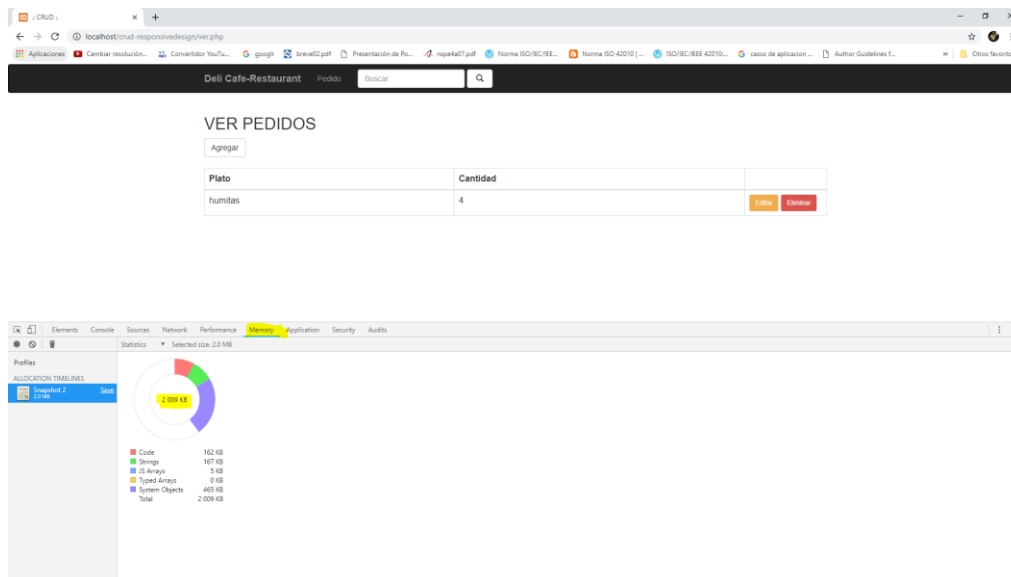 CRUD
localhost/crud-responsivedesign/ver.php
Aplicaciones Cambiar resolución... Convertidor YouTu... googlr breve02.pdf Presentación de Po... nspe4a07.pdf Norma ISO/IEC/IEE... Norma ISO 42010 | ... ISO/IEC/IEEE 42010... casos de aplicacion ... Author Guidelines f... » Otros favorito
Deli Cafe-Restaurant Pedido Buscar
VER PEDIDOS
Agregar
Plato Cantidad
humitas 4 Editar Eliminar
Elements Console Sources Network Performance Memory Application Security Audits
Statistics ▼ Selected size: 2.0 MB
Profiles
ALLOCATION TIMELINES
Snapshot 2 Save
2.0 MB
2 009 KB
Code 162 KB
Strings 167 KB
JS Arrays 5 KB
Typed Arrays 0 KB
System Objects 465 KB
Total 2 009 KB